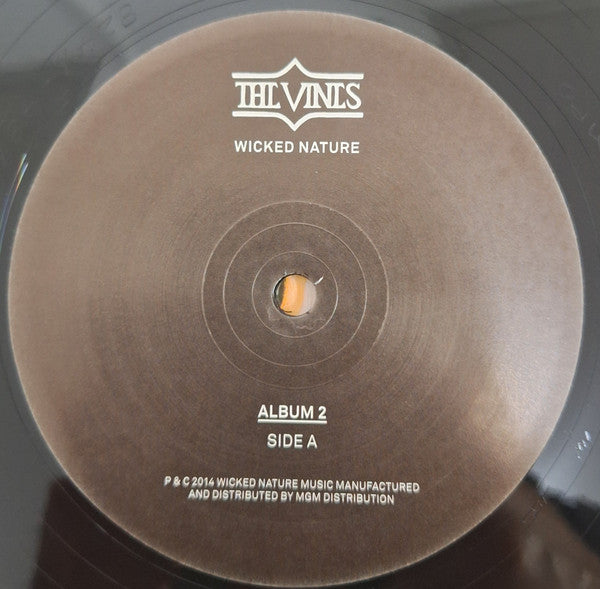 THE VINES
WICKED NATURE
ALBUM 2
SIDE A
P & C 2014 WICKED NATURE MUSIC MANUFACTURED
AND DISTRIBUTED BY MGM DISTRIBUTION